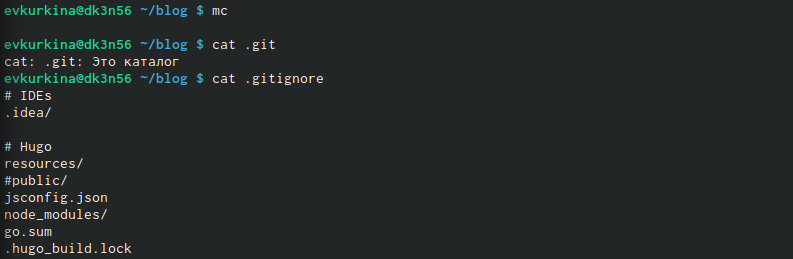 evkurkina@dk3n56 ~/blog $ mc
evkurkina@dk3n56 ~/blog $ cat .git
cat: .git: Это каталог
evkurkina@dk3n56 ~/blog $ cat .gitignore
# IDEs
.idea/
# Hugo
resources/
#public/
jsconfig.json
node_modules/
go.sum
.hugo_build.lock